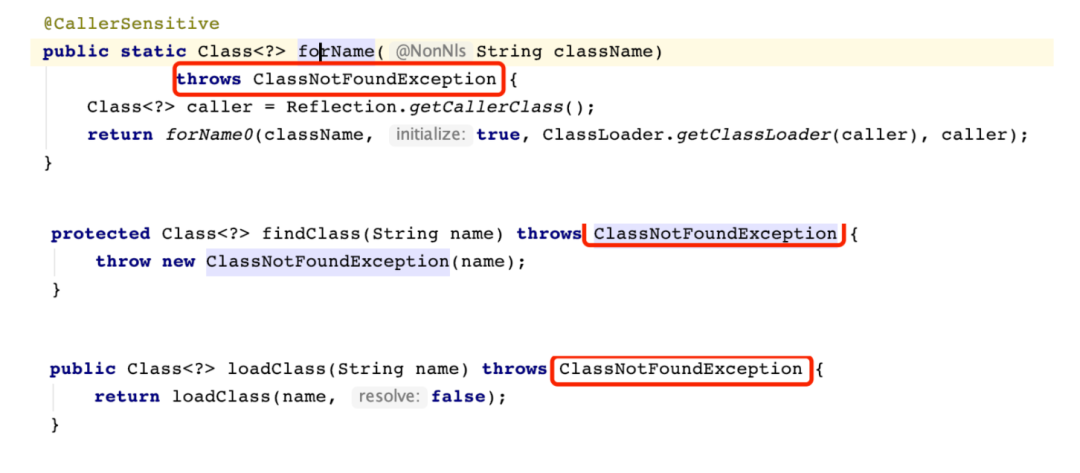 @CallerSensitive
public static Class<?> forName( @NonNls String className)
throws ClassNotFoundException {
Class<?> caller = Reflection.getCallerClass();
return forName0(className, initialize: true, ClassLoader.getClassLoader(caller), caller);
}
protected Class<?> findClass(String name) throws ClassNotFoundException {
throw new ClassNotFoundException(name);
}
public Class<?> loadClass(String name) throws ClassNotFoundException {
return loadClass(name, resolve: false);
}